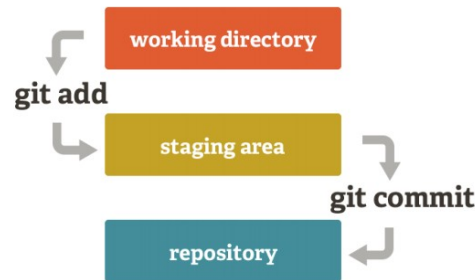 working directory
git add
staging area
git commit
repository